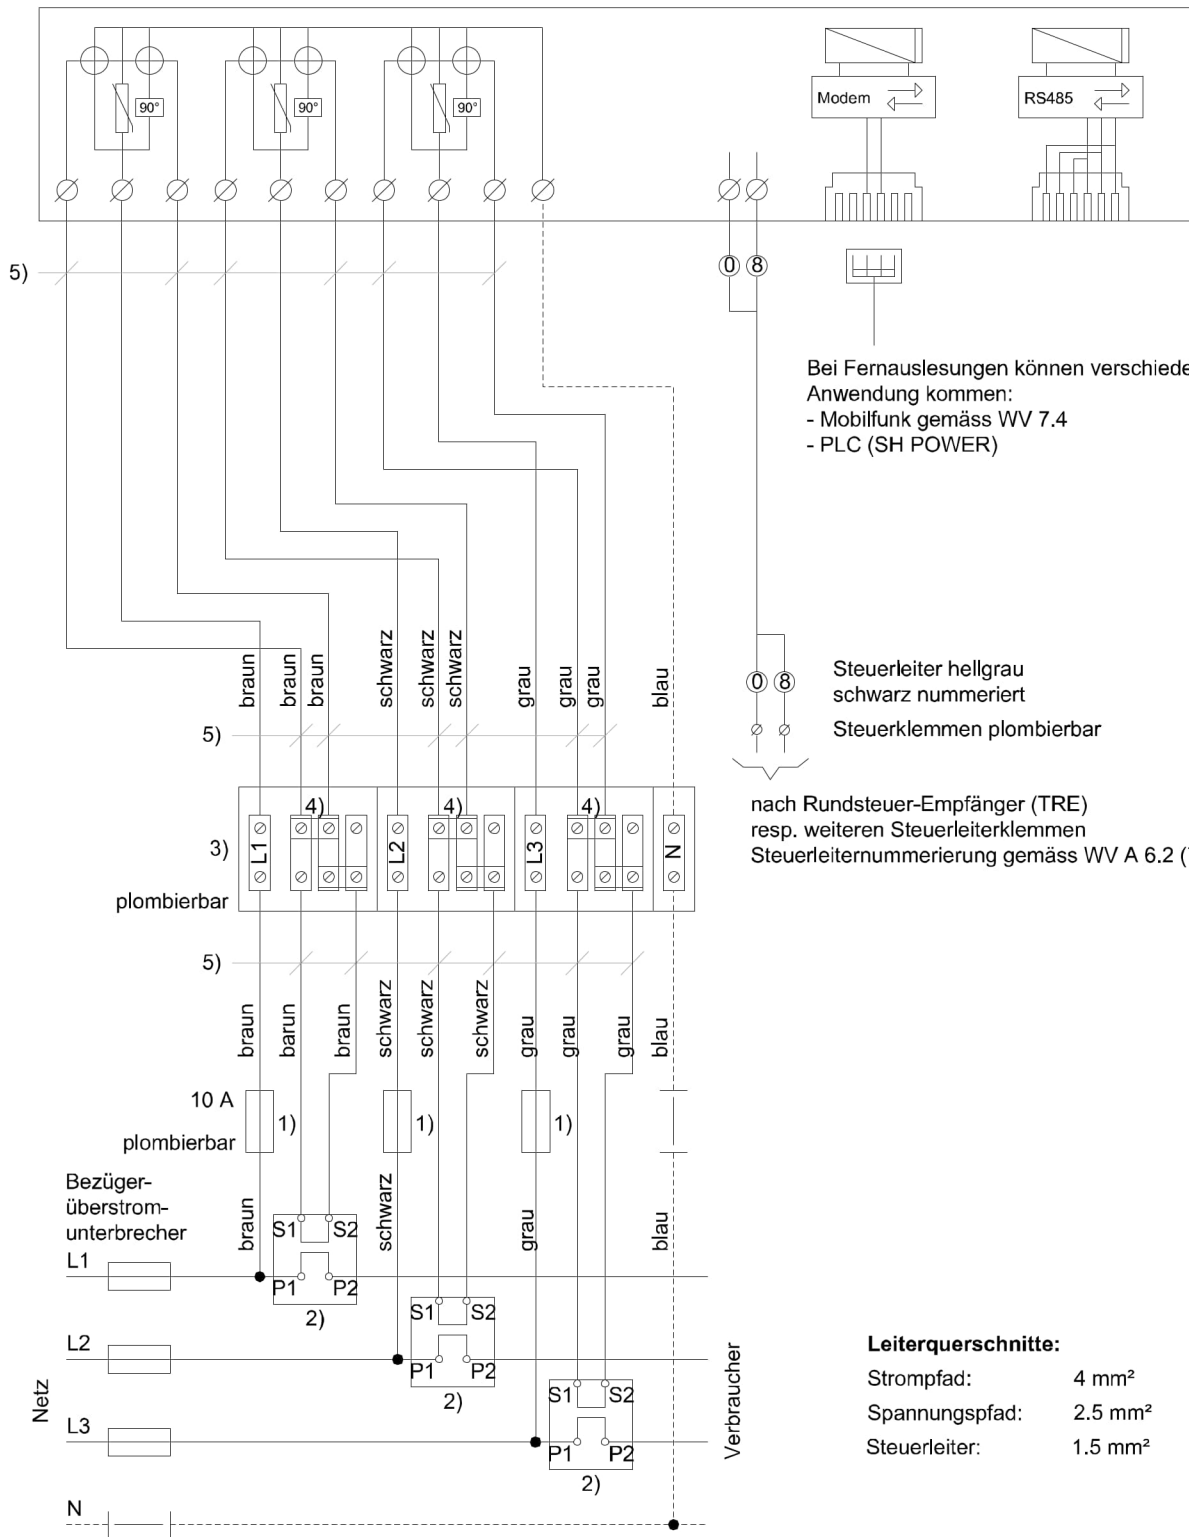 90°
90°
90°
Modem
RS485
5)
0 8
Bei Fernauslesungen können verschiede
Anwendung kommen:
- Mobilfunk gemäss WV 7.4
- PLC (SH POWER)
braun
braun
braun
schwarz
schwarz
schwarz
grau
grau
grau
blau
0 8
Steuerleiter hellgrau
schwarz nummeriert
Steuerklemmen plombierbar
5)
nach Rundsteuer-Empfänger (TRE)
resp. weiteren Steuerleiterklemmen
Steuerleiternummerierung gemäss WV A 6.2 (
4)
4)
4)
3)
L1
L2
L3
N
plombierbar
5)
braun
barun
braun
schwarz
schwarz
schwarz
grau
grau
grau
blau
10 A
1)
1)
1)
plombierbar
Bezüger-
überstrom-
unterbrecher
braun
schwarz
grau
blau
S1 S2
L1
P1 P2
2)
S1 S2
L2
P1 P2
2)
S1 S2
L3
P1 P2
2)
N
Netz
Verbraucher
Leiterquerschnitte:
Strompfad: 4 mm²
Spannungspfad: 2.5 mm²
Steuerleiter: 1.5 mm²